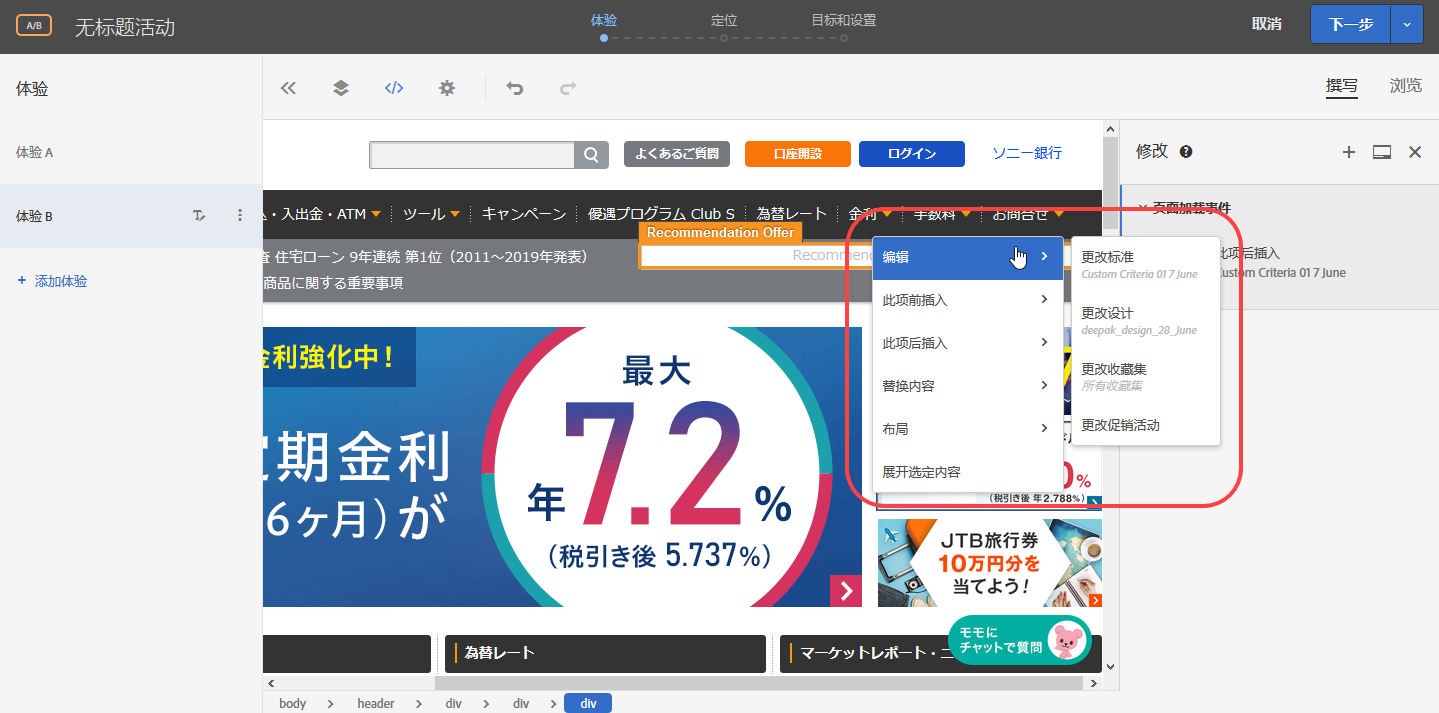 A/B
无标题活动
体验
定位
目标和设置
取消
下一步
体验
</>
撰写
浏览
体验 A
体验 B
+ 添加体验
よくあるご質問
口座開設
ログイン
ソニー銀行
修改
入出金・ATM
ツール
キャンペーン
優遇プログラム Club S
為替レート
金利
手数料
お問合せ
页面加载事件
Recommendation Offer
住宅ローン 9年連続 第1位（2011～2019年発表）
商品に関する重要事項
Recommen
编辑
此项前插入
此项后插入
替换内容
布局
展开选定内容
更改标准
Custom Criteria 01 7 June
更改设计
deepak_design_28_June
更改收藏集
所有收藏集
更改促销活动
此项后插入
Custom Criteria 01 7 June
金利強化中！
期金利
(6ヶ月)が
最大
年7.2%
(税引き後 5.737%)
%
(税引き後 年2.788%)
JTB旅行券
10万円分を
当てよう！
モモに
チャットで質問
為替レート
マーケットレポート・ニ
body
header
div
div
div